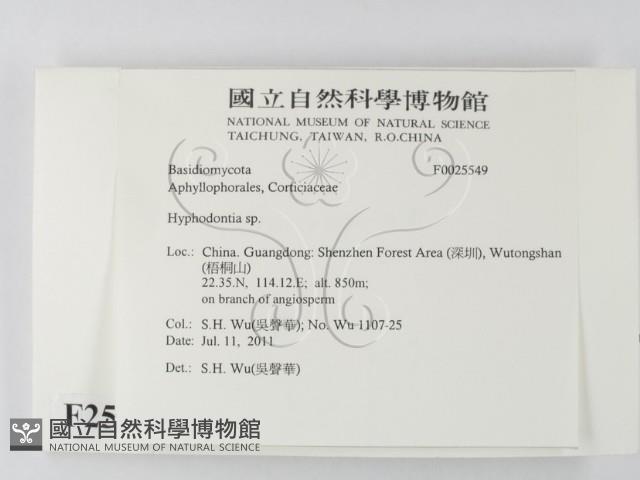 國立自然科學博物館
NATIONAL MUSEUM OF NATURAL SCIENCE
TAICHUNG, TAIWAN, R.O.CHINA
Basidiomycota F0025549
Aphyllophorales, Corticiaceae
Hyphodontia sp.
Loc.: China. Guangdong: Shenzhen Forest Area (深圳), Wutongshan
(梧桐山)
22.35.N, 114.12.E; alt. 850m;
on branch of angiosperm
Col.: S.H. Wu(吳聲華); No. Wu 1107-25
Date: Jul. 11, 2011
Det.: S.H. Wu(吳聲華)
F25
國立自然科學博物館
NATIONAL MUSEUM OF NATURAL SCIENCE